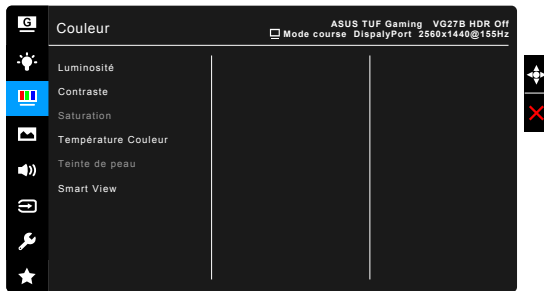 G
Couleur
ASUS TUF Gaming VG27B HDR Off
Mode course DispalyPort 2560x1440@155Hz
Luminosité
Contraste
Saturation
Température Couleur
Teinte de peau
Smart View